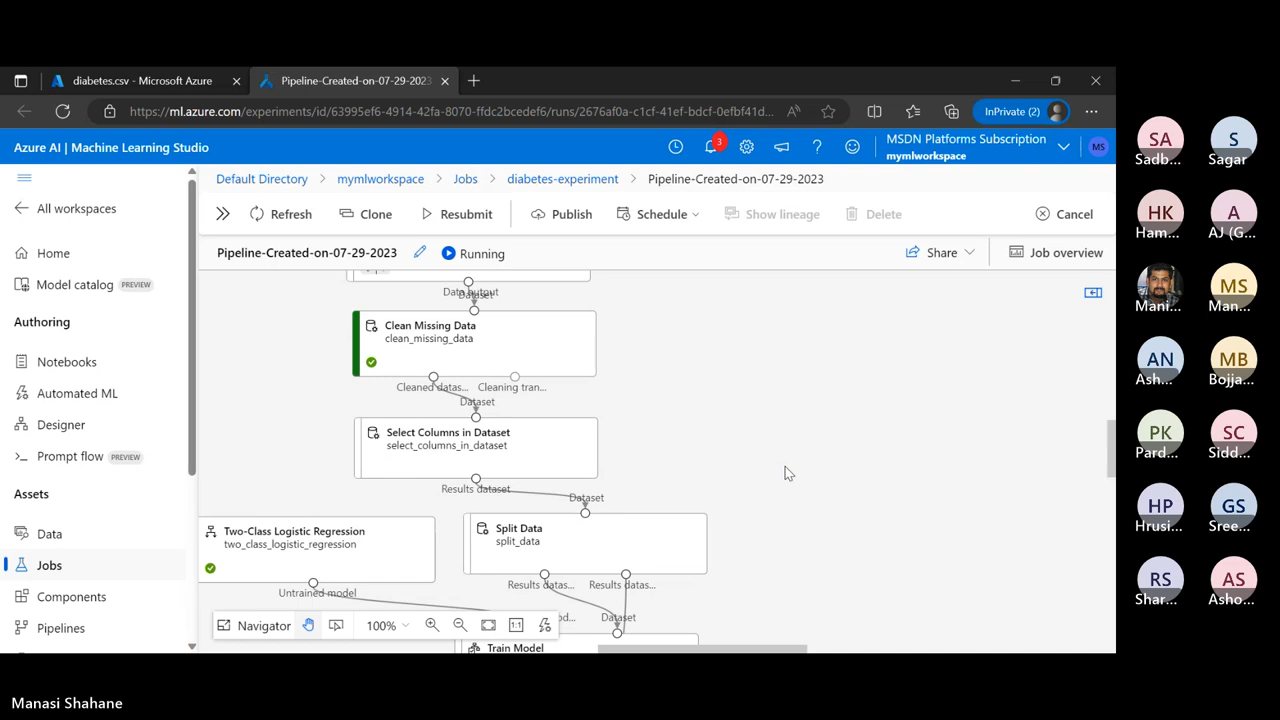 diabetes.csv - Microsoft Azure
Pipeline-Created-on-07-29-2023
https://ml.azure.com/experiments/id/63995ef6-4914-42fa-8070-ffdc2bcedef6/runs/2676af0a-c1cf-41ef-bdcf-0efbf41d...
InPrivate (2)
Azure AI | Machine Learning Studio
3
MSDN Platforms Subscription
mymlworkspace
MS
All workspaces
Home
Model catalog PREVIEW
Authoring
Notebooks
Automated ML
Designer
Prompt flow PREVIEW
Assets
Data
Jobs
Components
Pipelines
Default Directory > mymlworkspace > Jobs > diabetes-experiment > Pipeline-Created-on-07-29-2023
Refresh Clone Resubmit Publish Schedule Show lineage Delete Cancel
Pipeline-Created-on-07-29-2023 Running Share Job overview
Data output
Dataset
Clean Missing Data
clean_missing_data
Cleaned datas... Cleaning tran...
Dataset
Select Columns in Dataset
select_columns_in_dataset
Results dataset
Dataset
Two-Class Logistic Regression
two_class_logistic_regression
Untrained model
Split Data
split_data
Results datas... Results datas...
Dataset
Navigator 100% 1:1
Train Model
SA
Sadb...
S
Sagar
HK
Ham...
A
AJ (G...
Mani...
MS
Man...
AN
Ash...
MB
Bojja...
PK
Pard...
SC
Sidd...
HP
Hrusi...
GS
Sree...
RS
Shar...
AS
Asho...
Manasi Shahane